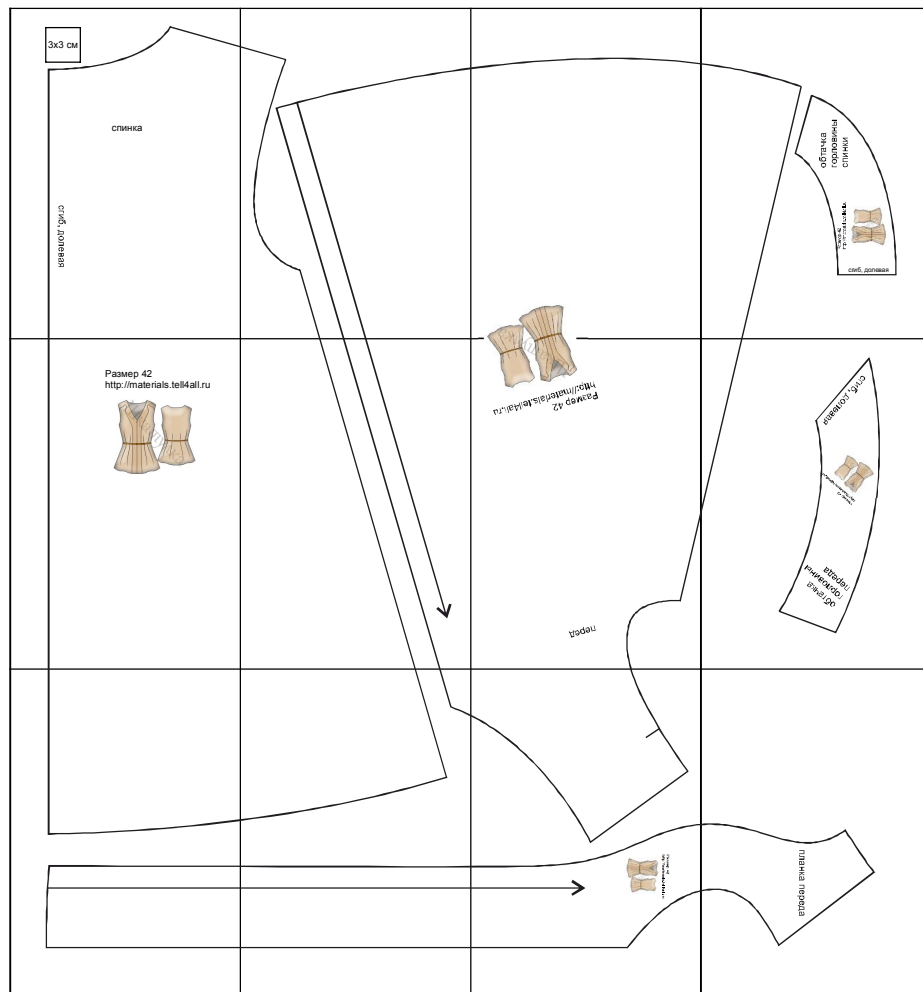 3х3 см
спинка
сгиб, долевая
Размер 42
http://materials.tell4all.ru
Размер 42
http://materials.tell4all.ru
перед
обтачка
горловины
спинки
сгиб, долевая
сгиб, долевая
обтачка
горловины
переда
планка переда